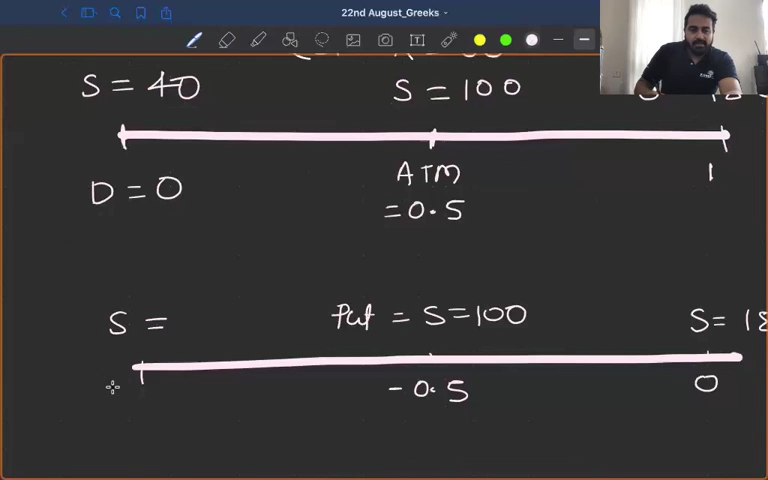 22nd August_Greeks
S = 40
S = 100
ATM
1
D = 0
= 0.5
S =
Put = S = 100
S = 18
- 0.5
0